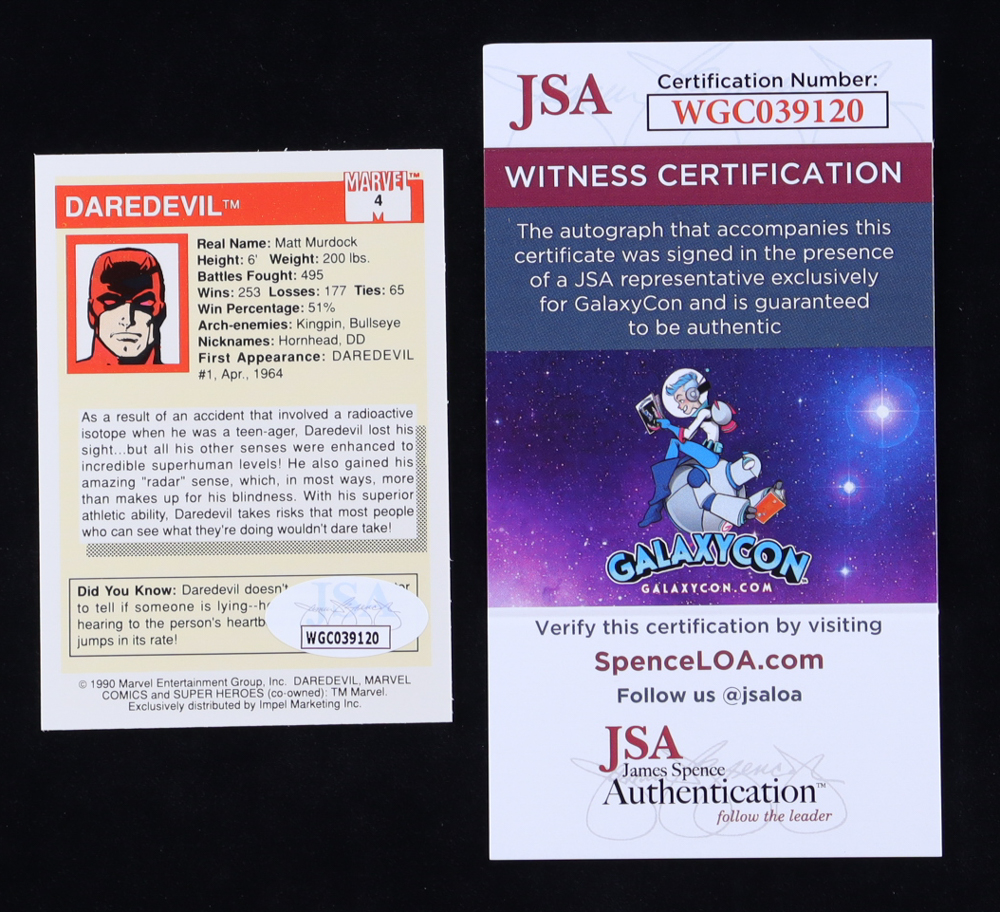 DAREDEVIL™
MARVEL™
4
Real Name: Matt Murdock
Height: 6' Weight: 200 lbs.
Battles Fought: 495
Wins: 253 Losses: 177 Ties: 65
Win Percentage: 51%
Arch-enemies: Kingpin, Bullseye
Nicknames: Hornhead, DD
First Appearance: DAREDEVIL
#1, Apr., 1964
As a result of an accident that involved a radioactive
isotope when he was a teen-ager, Daredevil lost his
sight...but all his other senses were enhanced to
incredible superhuman levels! He also gained his
amazing "radar" sense, which, in most ways, more
than makes up for his blindness. With his superior
athletic ability, Daredevil takes risks that most people
who can see what they're doing wouldn't dare take!
Did You Know: Daredevil doesn't
to tell if someone is lying--
hearing to the person's
jumps in its rate!
JSA
WGC039120
© 1990 Marvel Entertainment Group, Inc. DAREDEVIL, MARVEL
COMICS and SUPER HEROES (co-owned): TM Marvel.
Exclusively distributed by Impel Marketing Inc.
JSA
Certification Number:
WGC039120
WITNESS CERTIFICATION
The autograph that accompanies this
certificate was signed in the presence
of a JSA representative exclusively
for GalaxyCon and is guaranteed
to be authentic
GALAXYCON
GALAXYCON.COM
Verify this certification by visiting
SpenceLOA.com
Follow us @jsaloa
JSA
James Spence
Authentication™
follow the leader